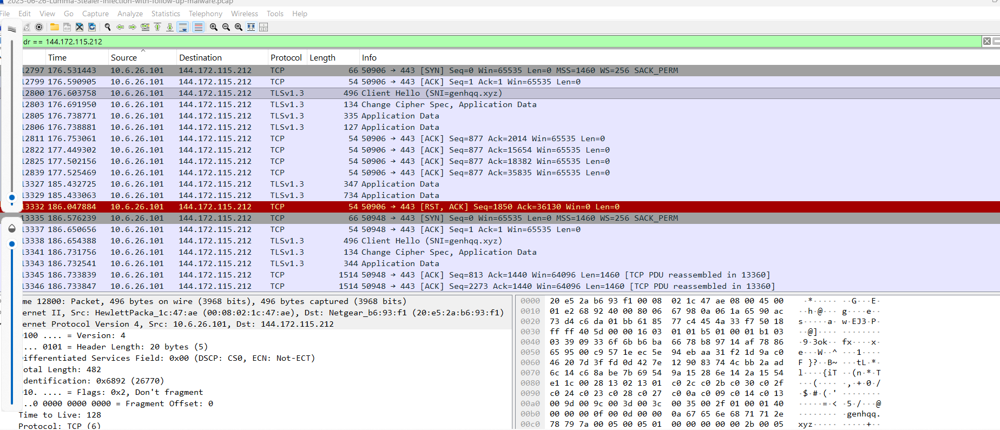 2025-06-26-Lumma-Stealer-infection-with-follow-up-malware.pcap
File Edit View Go Capture Analyze Statistics Telephony Wireless Tools Help
dr == 144.172.115.212
Time Source Destination Protocol Length Info
12797 176.531443 10.6.26.101 144.172.115.212 TCP 66 50906 → 443 [SYN] Seq=0 Win=65535 Len=0 MSS=1460 WS=256 SACK_PERM
12799 176.590905 10.6.26.101 144.172.115.212 TCP 54 50906 → 443 [ACK] Seq=1 Ack=1 Win=65535 Len=0
12800 176.603758 10.6.26.101 144.172.115.212 TLSv1.3 496 Client Hello (SNI=genhqq.xyz)
12803 176.691950 10.6.26.101 144.172.115.212 TLSv1.3 134 Change Cipher Spec, Application Data
12805 176.738771 10.6.26.101 144.172.115.212 TLSv1.3 335 Application Data
12806 176.738881 10.6.26.101 144.172.115.212 TLSv1.3 127 Application Data
12811 176.753061 10.6.26.101 144.172.115.212 TCP 54 50906 → 443 [ACK] Seq=877 Ack=2014 Win=65535 Len=0
12822 177.449302 10.6.26.101 144.172.115.212 TCP 54 50906 → 443 [ACK] Seq=877 Ack=15654 Win=65535 Len=0
12825 177.502156 10.6.26.101 144.172.115.212 TCP 54 50906 → 443 [ACK] Seq=877 Ack=18382 Win=65535 Len=0
12839 177.525469 10.6.26.101 144.172.115.212 TCP 54 50906 → 443 [ACK] Seq=877 Ack=35835 Win=65535 Len=0
13327 185.432725 10.6.26.101 144.172.115.212 TLSv1.3 347 Application Data
13329 185.433063 10.6.26.101 144.172.115.212 TLSv1.3 734 Application Data
13332 186.047884 10.6.26.101 144.172.115.212 TCP 54 50906 → 443 [RST, ACK] Seq=1850 Ack=36130 Win=0 Len=0
13335 186.576239 10.6.26.101 144.172.115.212 TCP 66 50948 → 443 [SYN] Seq=0 Win=65535 Len=0 MSS=1460 WS=256 SACK_PERM
13337 186.650656 10.6.26.101 144.172.115.212 TCP 54 50948 → 443 [ACK] Seq=1 Ack=1 Win=65535 Len=0
13338 186.654388 10.6.26.101 144.172.115.212 TLSv1.3 496 Client Hello (SNI=genhqq.xyz)
13341 186.731756 10.6.26.101 144.172.115.212 TLSv1.3 134 Change Cipher Spec, Application Data
13343 186.732541 10.6.26.101 144.172.115.212 TLSv1.3 344 Application Data
13345 186.733839 10.6.26.101 144.172.115.212 TCP 1514 50948 → 443 [ACK] Seq=813 Ack=1440 Win=64096 Len=1460 [TCP PDU reassembled in 13360]
13346 186.733847 10.6.26.101 144.172.115.212 TCP 1514 50948 → 443 [ACK] Seq=2273 Ack=1440 Win=64096 Len=1460 [TCP PDU reassembled in 13360]
me 12800: Packet, 496 bytes on wire (3968 bits), 496 bytes captured (3968 bits)
ernet II, Src: HewlettPacka_1c:47:ae (00:08:02:1c:47:ae), Dst: Netgear_b6:93:f1 (20:e5:2a:b6:93:f1)
ernet Protocol Version 4, Src: 10.6.26.101, Dst: 144.172.115.212
0100 .... = Version: 4
.... 0101 = Header Length: 20 bytes (5)
ifferentiated Services Field: 0x00 (DSCP: CS0, ECN: Not-ECT)
otal Length: 482
dentification: 0x6892 (26770)
010. .... = Flags: 0x2, Don't fragment
...0 0000 0000 0000 = Fragment Offset: 0
Time to Live: 128
Protocol: TCP (6)
0000 20 e5 2a b6 93 f1 00 08 02 1c 47 ae 08 00 45 00 ·*····· ··G···E·
0010 01 e2 68 92 40 00 80 06 67 98 0a 06 1a 65 90 ac ··h·@··· g····e··
0020 73 d4 c6 da 01 bb 61 85 77 c4 45 4a 33 f7 50 18 s·····a· w·EJ3·P·
0030 ff ff 40 5d 00 00 16 03 01 01 b5 01 00 01 b1 03 ··@]···· ········
0040 03 39 09 33 6f 6b b6 ba 66 78 b8 97 14 af 78 86 ·9·3ok·· fx····x·
0050 65 95 00 c9 57 1e ec 5e 94 eb aa 31 f2 1d 9a c0 e···W··^ ···1····
0060 46 20 7d 3f fd 0d 42 7e 12 90 83 74 4c bb 2a ad F }?··B~ ···tL·*·
0070 6c 14 c6 8a be 7b 69 54 9a 15 28 6e 14 2a 15 54 l····{iT ··(n·*·T
0080 e1 1c 00 28 13 02 13 01 c0 2c c0 2b c0 30 c0 2f ···(···· ·,·+·0·/
0090 c0 24 c0 23 c0 28 c0 27 c0 0a c0 09 c0 14 c0 13 ·$·#·(·' ········
00a0 00 9d 00 9c 00 3d 00 3c 00 35 00 2f 01 00 01 40 ·····=·< ·5·/···@
00b0 00 00 00 0f 00 0d 00 00 0a 67 65 6e 68 71 71 2e ········ ·genhqq.
00c0 78 79 7a 00 05 00 05 01 00 00 00 00 00 2b 00 05 xyz····· ·····+··